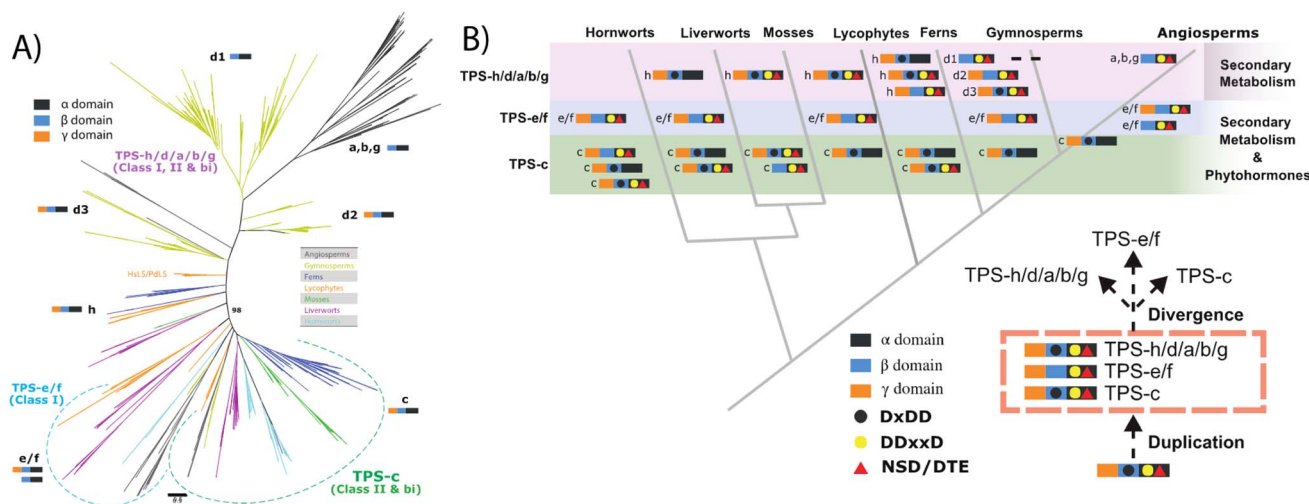 A)
d1
α domain
β domain
γ domain
TPS-h/d/a/b/g
(Class I, II & bi)
a,b,g
d3
d2
HsLS/PdLS
Angiosperms
Gymnosperms
Ferns
Lycophytes
Mosses
Liverworts
Hornworts
h
98
TPS-e/f
(Class I)
c
e/f
TPS-c
(Class II & bi)
B)
Hornworts Liverworts Mosses Lycophytes Ferns Gymnosperms Angiosperms
TPS-h/d/a/b/g
h
h
h
h
h
h
d1
d2
d3
a,b,g
Secondary
Metabolism
TPS-e/f
e/f
e/f
e/f
e/f
e/f
e/f
Secondary
Metabolism
&
Phytohormones
TPS-c
c
c
c
c
c
c
c
c
c
c
c
c
c
TPS-e/f
TPS-h/d/a/b/g
TPS-c
Divergence
TPS-h/d/a/b/g
TPS-e/f
TPS-c
Duplication
α domain
β domain
γ domain
DxDD
DDxxD
NSD/DTE